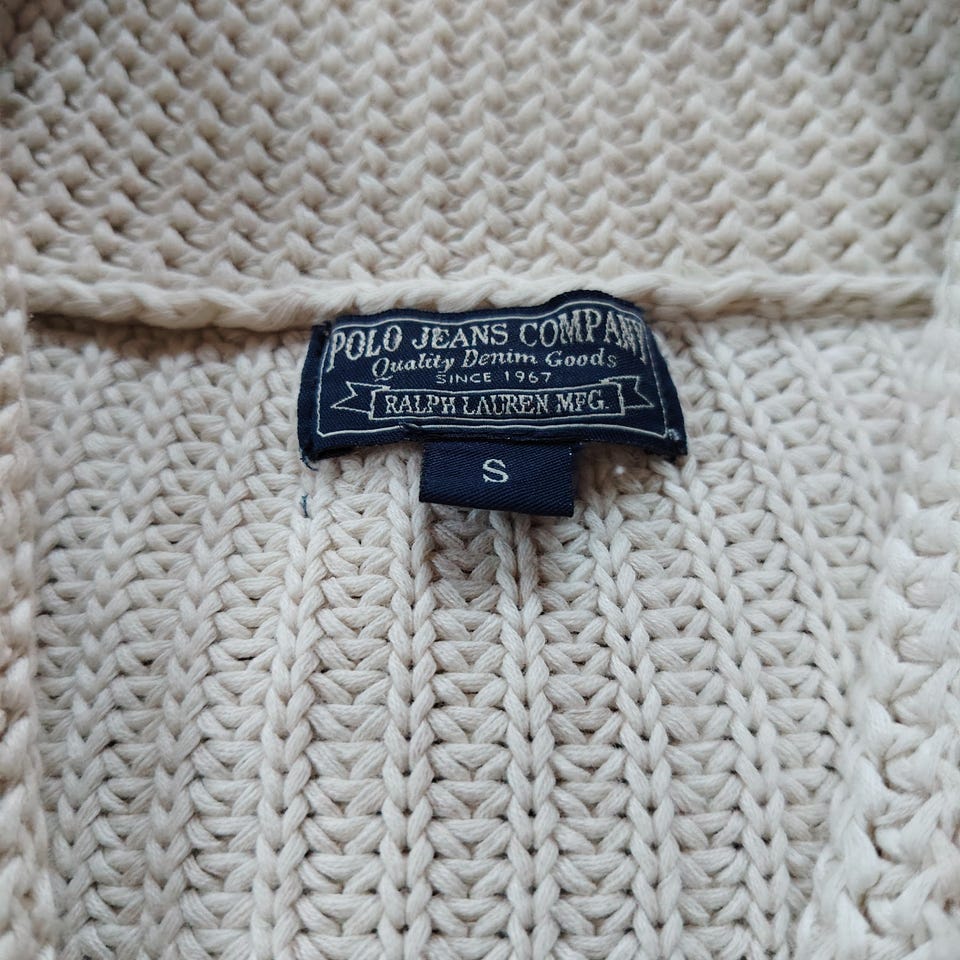 POLO JEANS COMPANY
Quality Denim Goods
SINCE 1967
RALPH LAUREN MFG.
S